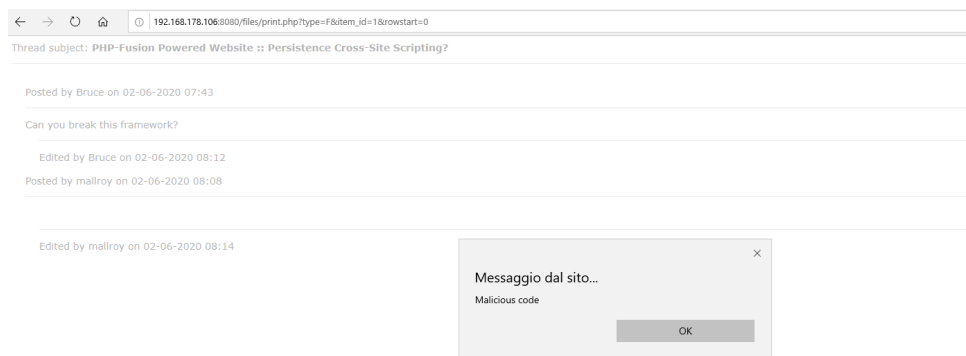 192.168.178.106:8080/files/print.php?type=F&item_id=1&rowstart=0
Thread subject: PHP-Fusion Powered Website :: Persistence Cross-Site Scripting?
Posted by Bruce on 02-06-2020 07:43
Can you break this framework?
Edited by Bruce on 02-06-2020 08:12
Posted by mallroy on 02-06-2020 08:08
Edited by mallroy on 02-06-2020 08:14
Messaggio dal sito...
Malicious code
OK